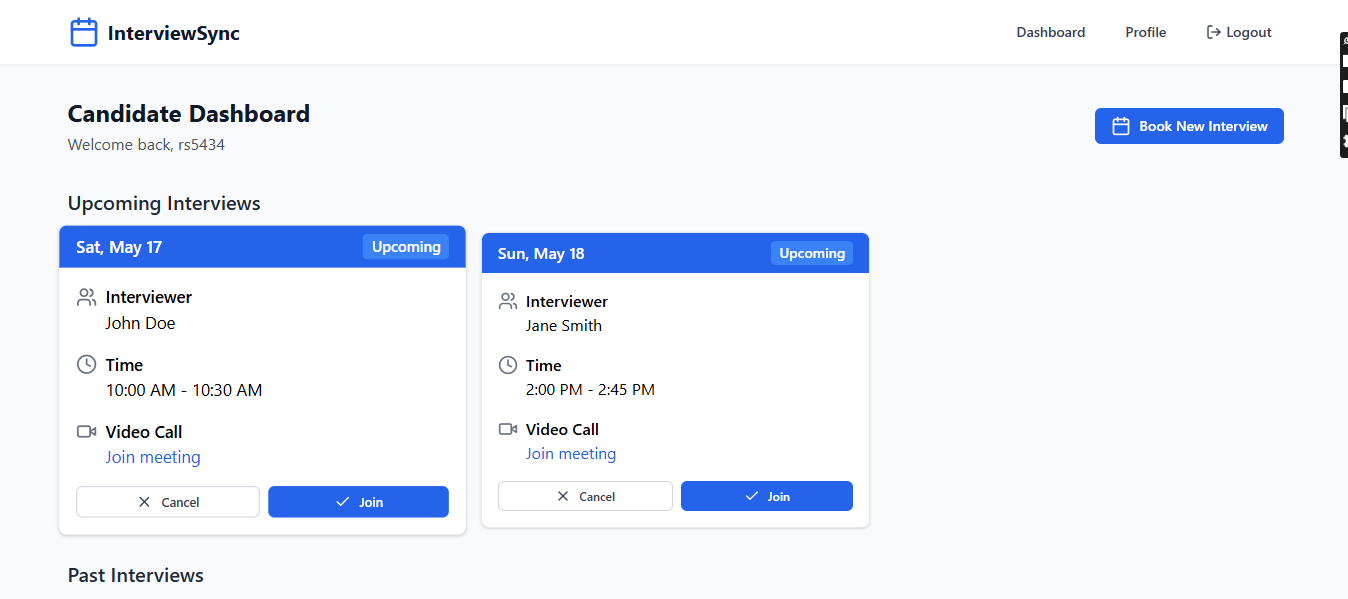 InterviewSync
Dashboard
Profile
Logout
Candidate Dashboard
Welcome back, rs5434
Book New Interview
Upcoming Interviews
Sat, May 17
Upcoming
Interviewer
John Doe
Time
10:00 AM - 10:30 AM
Video Call
Join meeting
Cancel
Join
Sun, May 18
Upcoming
Interviewer
Jane Smith
Time
2:00 PM - 2:45 PM
Video Call
Join meeting
Cancel
Join
Past Interviews